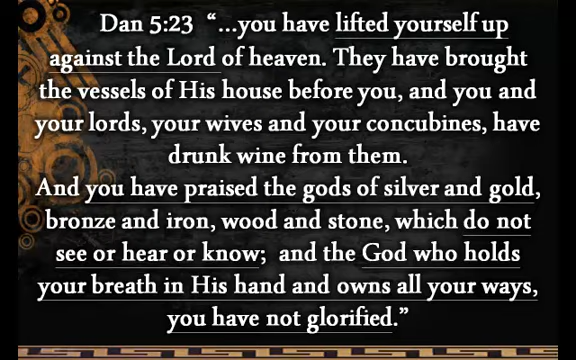 Dan 5:23 “...you have lifted yourself up
against the Lord of heaven. They have brought
the vessels of His house before you, and you and
your lords, your wives and your concubines, have
drunk wine from them.
And you have praised the gods of silver and gold,
bronze and iron, wood and stone, which do not
see or hear or know; and the God who holds
your breath in His hand and owns all your ways,
you have not glorified.”